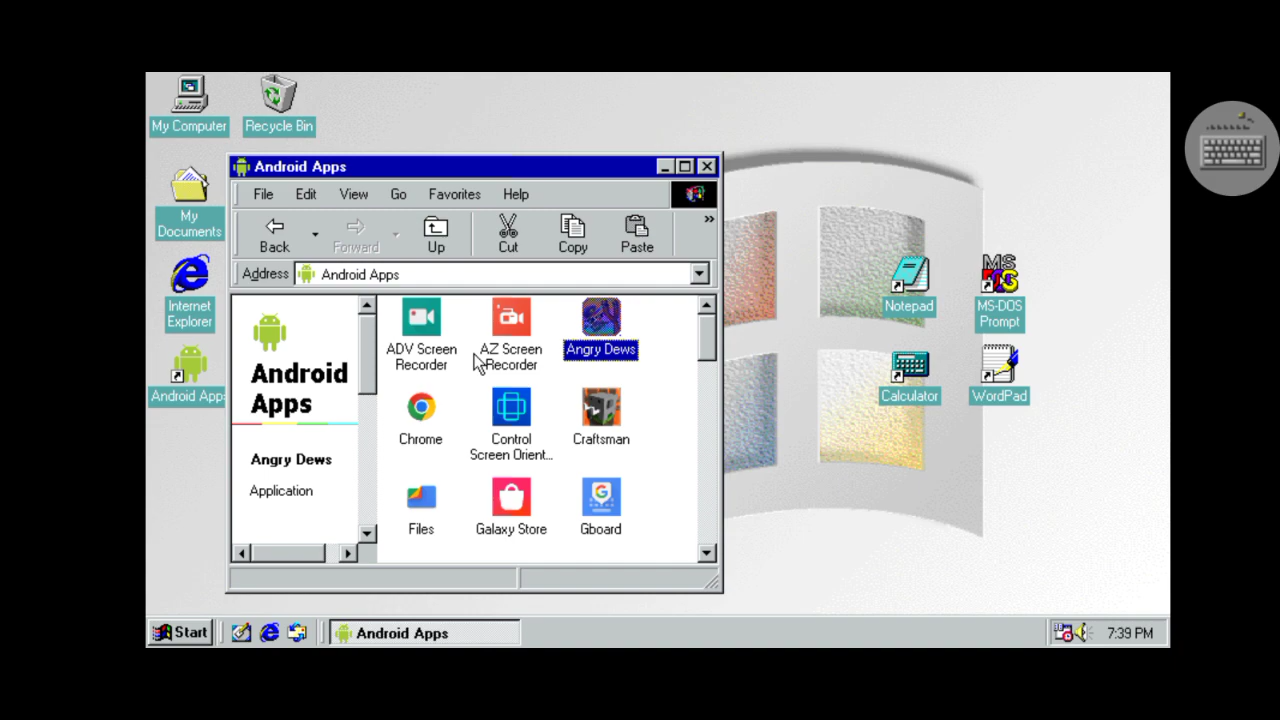 My Computer
Recycle Bin
My
Documents
Internet
Explorer
Android App
Android Apps
File Edit View Go Favorites Help
Back Forward Up Cut Copy Paste »
Address Android Apps
Android
Apps
Angry Dews
Application
ADV Screen
Recorder
AZ Screen
Recorder
Angry Dews
Chrome
Control
Screen Orient...
Craftsman
Files
Galaxy Store
Gboard
Notepad
MS-DOS
Prompt
Calculator
WordPad
Start
Android Apps
7:39 PM